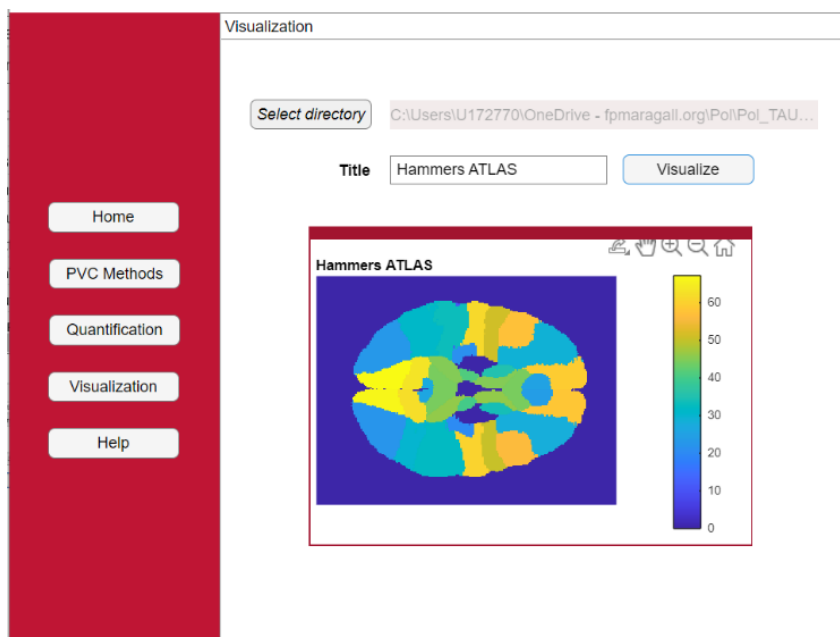 Visualization
Select directory C:\Users\U172770\OneDrive - fpmaragall.org\Pol\Pol_TAU...
Title Hammers ATLAS Visualize
Home
PVC Methods
Quantification
Visualization
Help
Hammers ATLAS
60
50
40
30
20
10
0